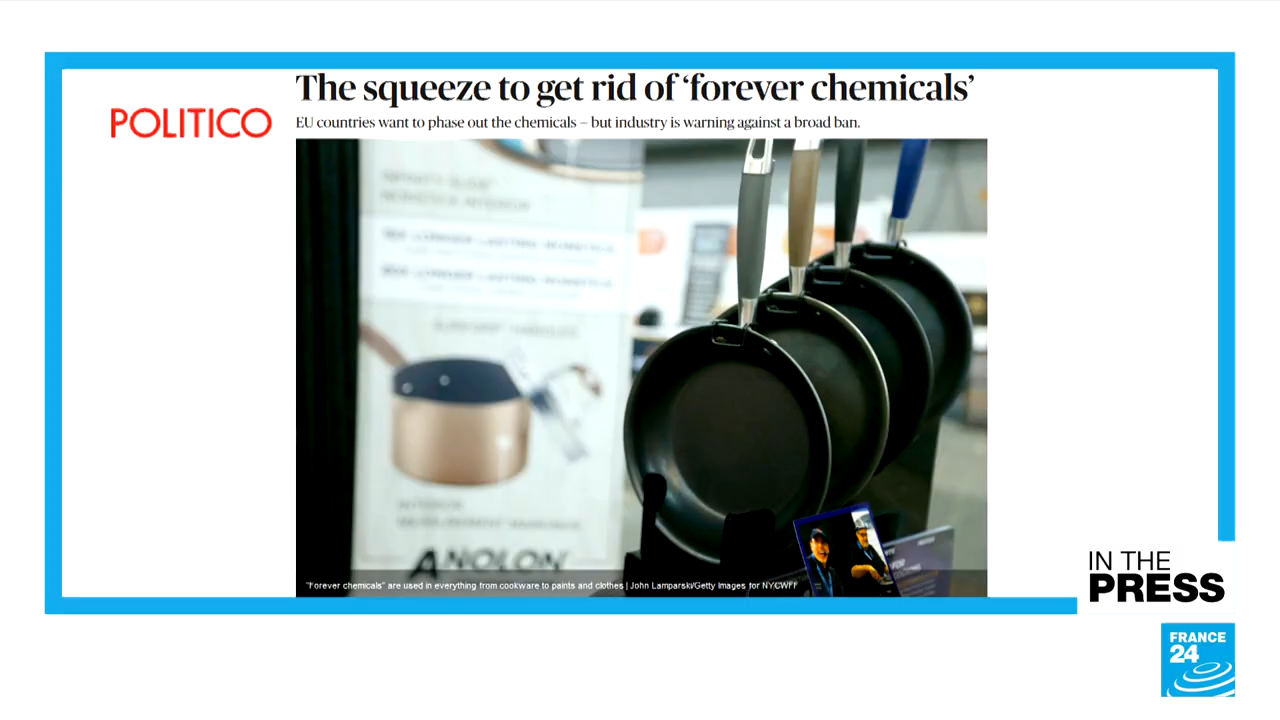 The squeeze to get rid of ‘forever chemicals’
POLITICO
EU countries want to phase out the chemicals – but industry is warning against a broad ban.
ANOLON
"Forever chemicals" are used in everything from cookware to paints and clothes | John Lamparski/Getty Images for NYCWFF
IN THE
PRESS
FRANCE
24